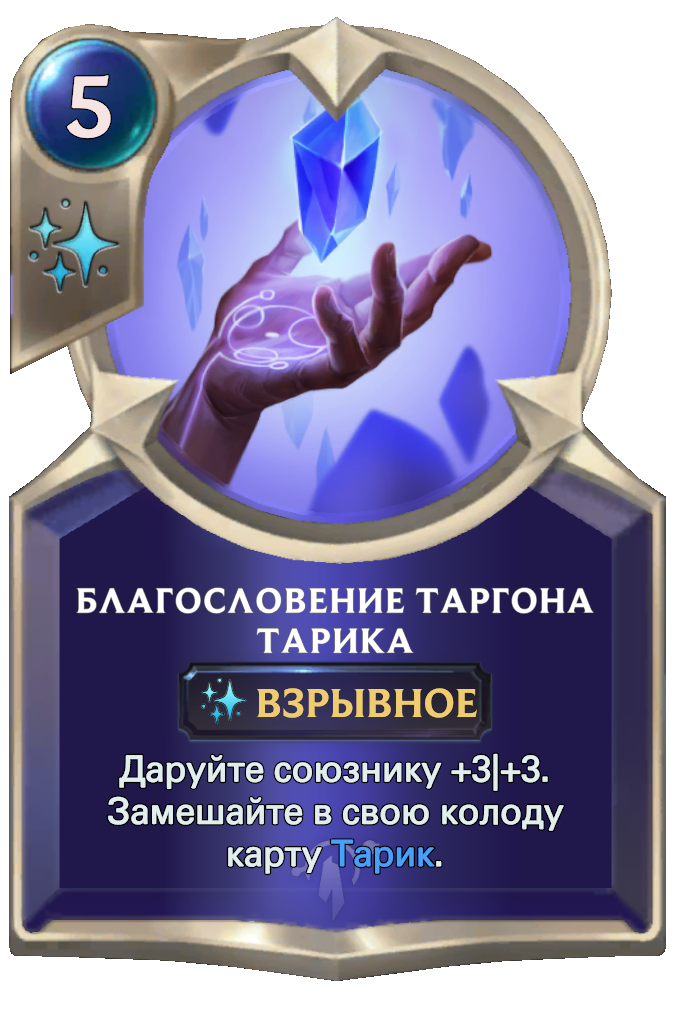 5
БЛАГОСЛОВЕНИЕ ТАРГОНА
ТАРИКА
ВЗРЫВНОЕ
Даруйте союзнику +3|+3.
Замешайте в свою колоду
карту Тарик.